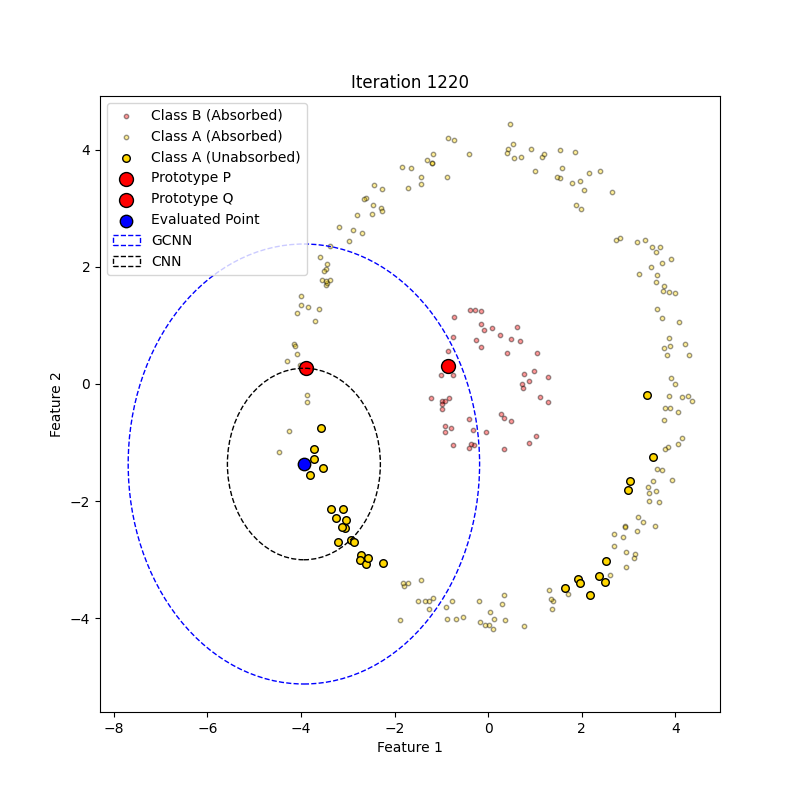 Iteration 1220
Class B (Absorbed)
Class A (Absorbed)
Class A (Unabsorbed)
Prototype P
Prototype Q
Evaluated Point
GCNN
CNN
4
2
0
−2
−4
Feature 2
−8
−6
−4
−2
0
2
4
Feature 1